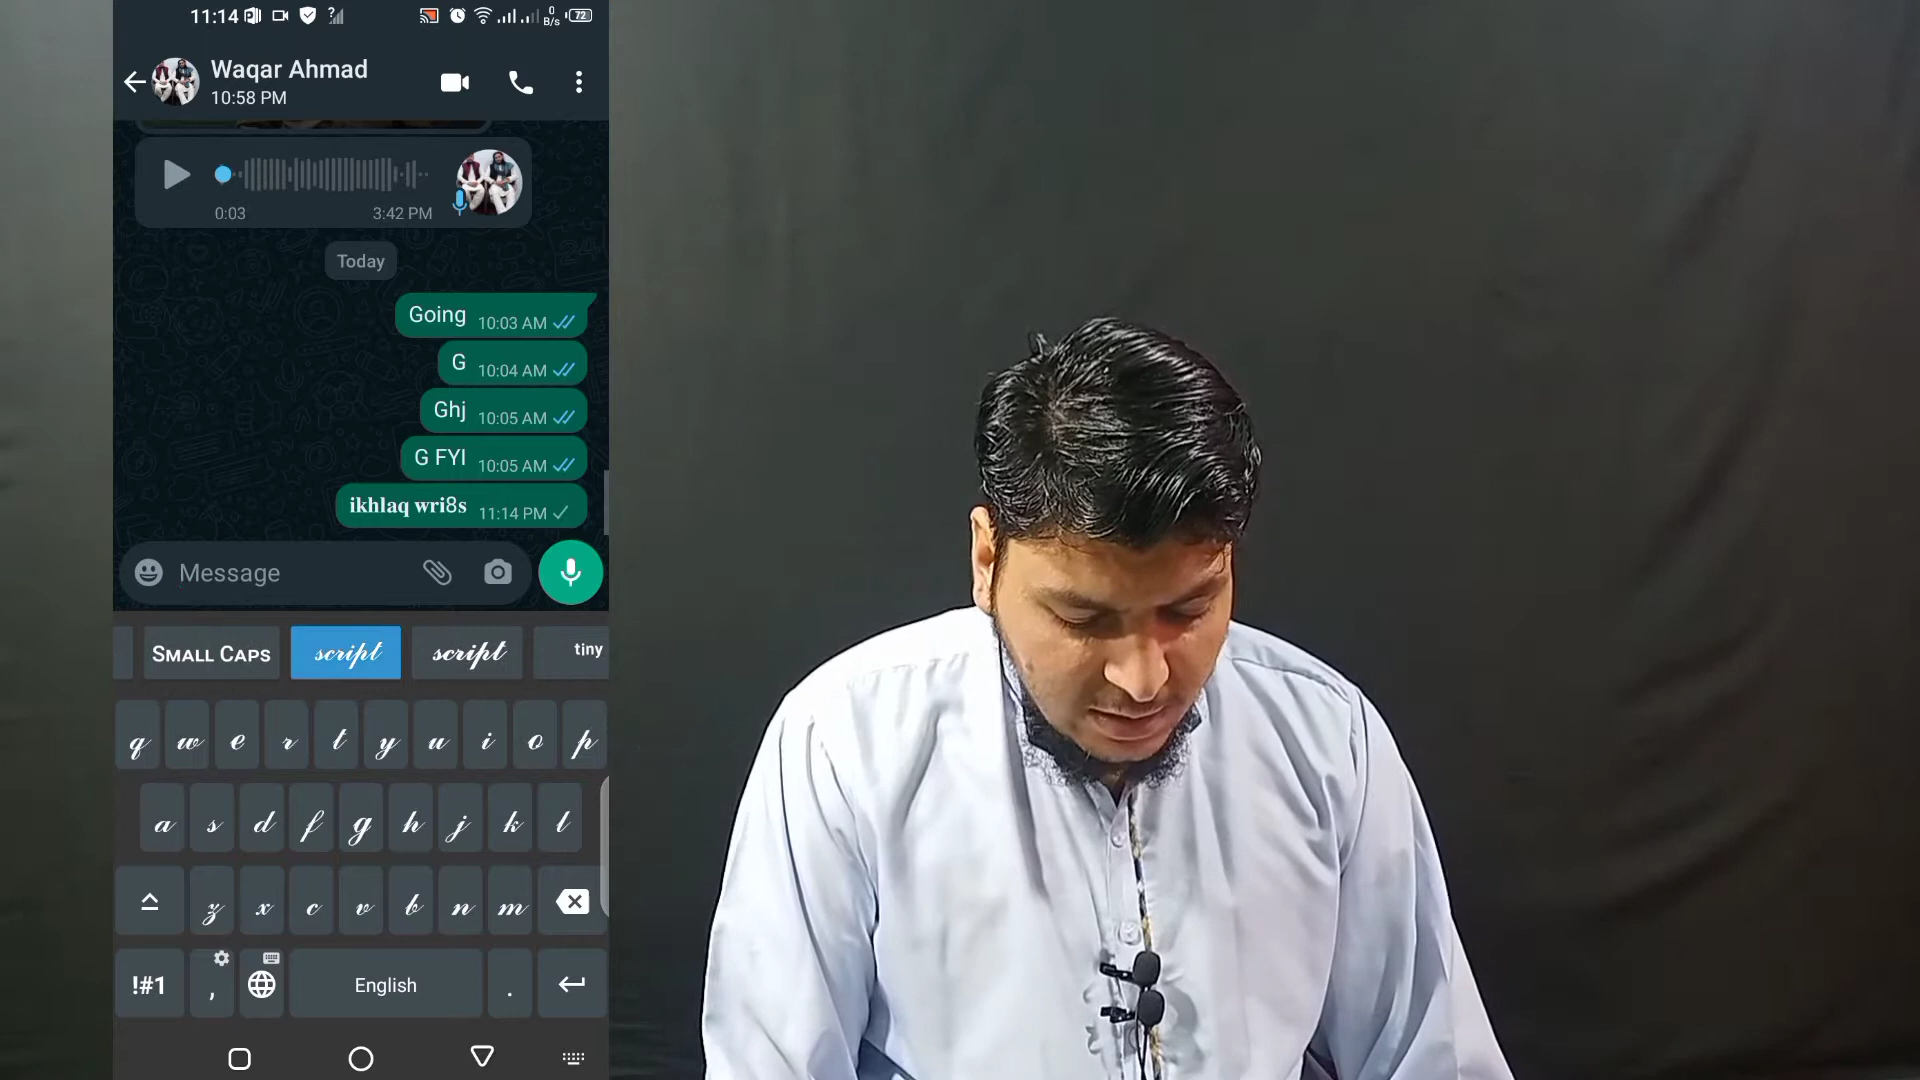 11:14
0
B/s
72
Waqar Ahmad
10:58 PM
0:03 3:42 PM
Today
Going 10:03 AM
G 10:04 AM
Ghj 10:05 AM
G FYI 10:05 AM
ikhlaq wri8s 11:14 PM
Message
SMALL CAPS script script tiny
q w e r t y u i o p
a s d f g h j k l
z x c v b n m
!#1 , English .